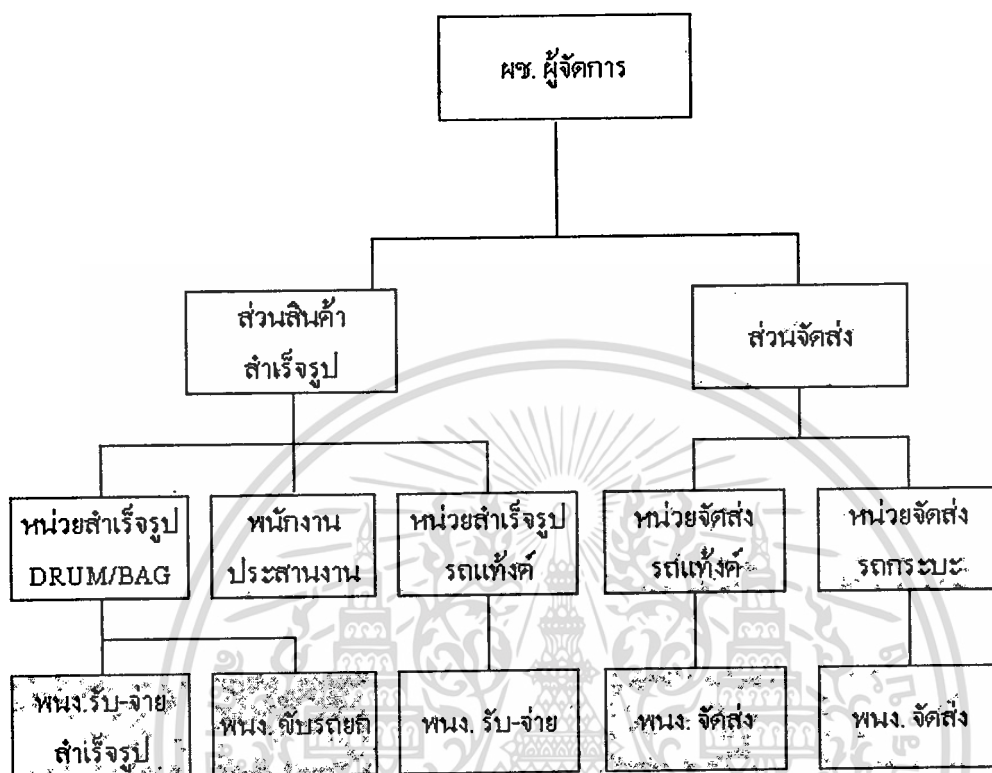 ผช. ผู้จัดการ
ส่วนสินค้า
สำเร็จรูป
ส่วนจัดส่ง
หน่วยสำเร็จรูป
DRUM/BAG
พนักงาน
ประสานงาน
หน่วยสำเร็จรูป
รถแท้งค์
หน่วยจัดส่ง
รถแท้งค์
หน่วยจัดส่ง
รถกระบะ
พนง.รับ-จ่าย
สำเร็จรูป
พนง. ขับรถยก
พนง. รับ-จ่าย
พนง. จัดส่ง
พนง. จัดส่ง